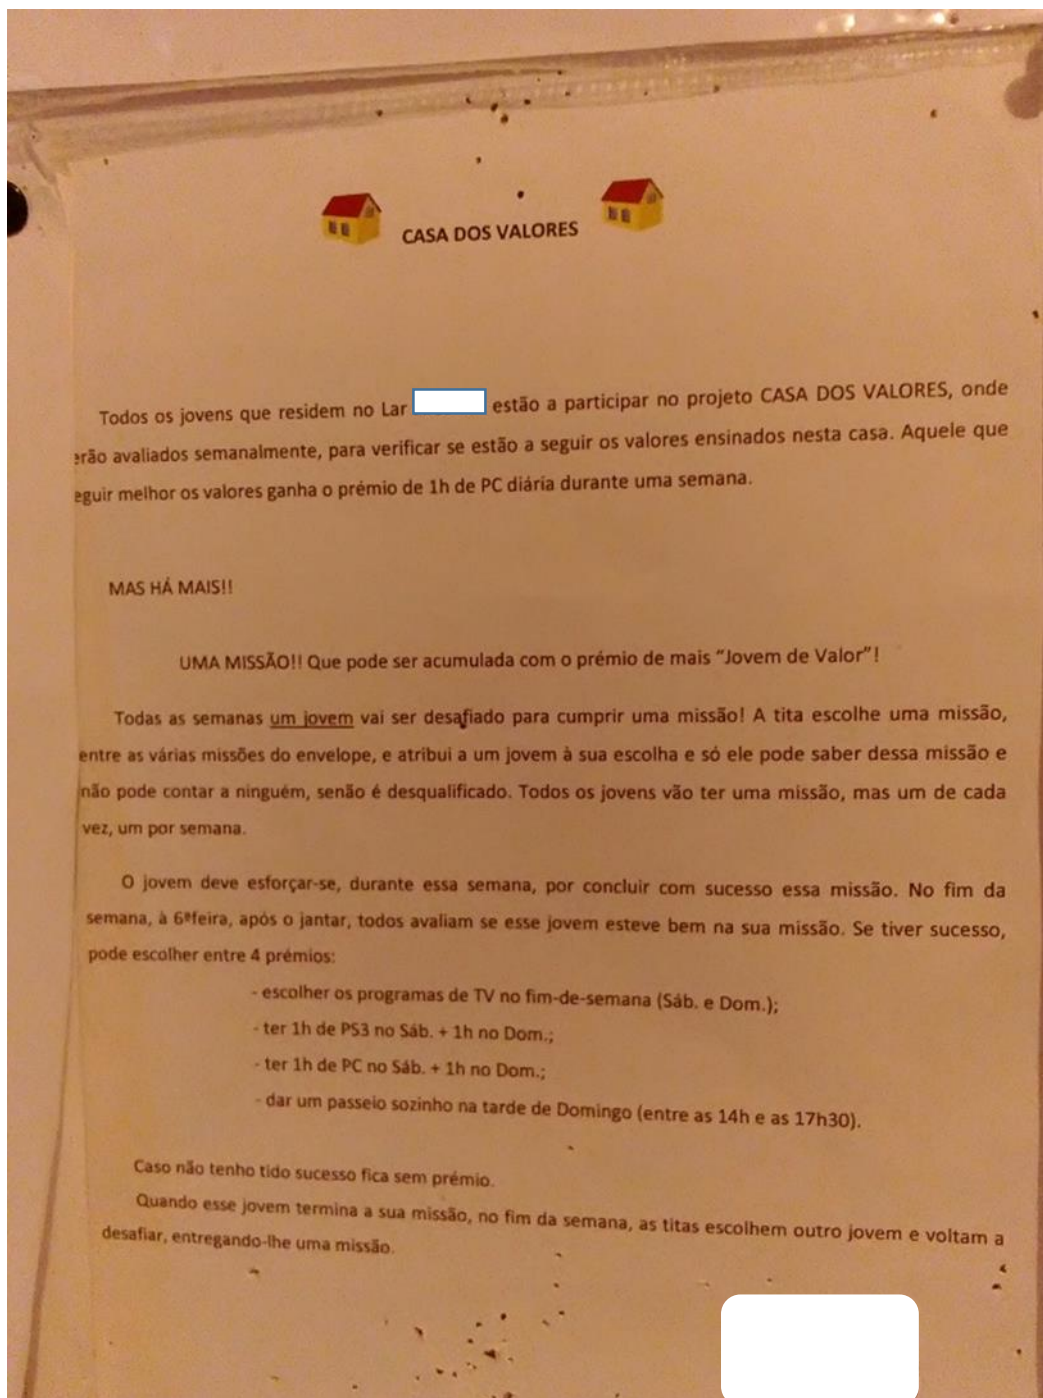 CASA DOS VALORES
Todos os jovens que residem no Lar estão a participar no projeto CASA DOS VALORES, onde
erão avaliados semanalmente, para verificar se estão a seguir os valores ensinados nesta casa. Aquele que
eguir melhor os valores ganha o prémio de 1h de PC diária durante uma semana.
MAS HÁ MAIS!!
UMA MISSÃO!! Que pode ser acumulada com o prémio de mais “Jovem de Valor”!
Todas as semanas um jovem vai ser desafiado para cumprir uma missão! A tita escolhe uma missão,
entre as várias missões do envelope, e atribui a um jovem à sua escolha e só ele pode saber dessa missão e
não pode contar a ninguém, senão é desqualificado. Todos os jovens vão ter uma missão, mas um de cada
vez, um por semana.
O jovem deve esforçar-se, durante essa semana, por concluir com sucesso essa missão. No fim da
semana, à 6ªfeira, após o jantar, todos avaliam se esse jovem esteve bem na sua missão. Se tiver sucesso,
pode escolher entre 4 prémios:
- escolher os programas de TV no fim-de-semana (Sáb. e Dom.);
- ter 1h de PS3 no Sáb. + 1h no Dom.;
- ter 1h de PC no Sáb. + 1h no Dom.;
- dar um passeio sozinho na tarde de Domingo (entre as 14h e as 17h30).
Caso não tenho tido sucesso fica sem prémio.
Quando esse jovem termina a sua missão, no fim da semana, as titas escolhem outro jovem e voltam a
desafiar, entregando-lhe uma missão.